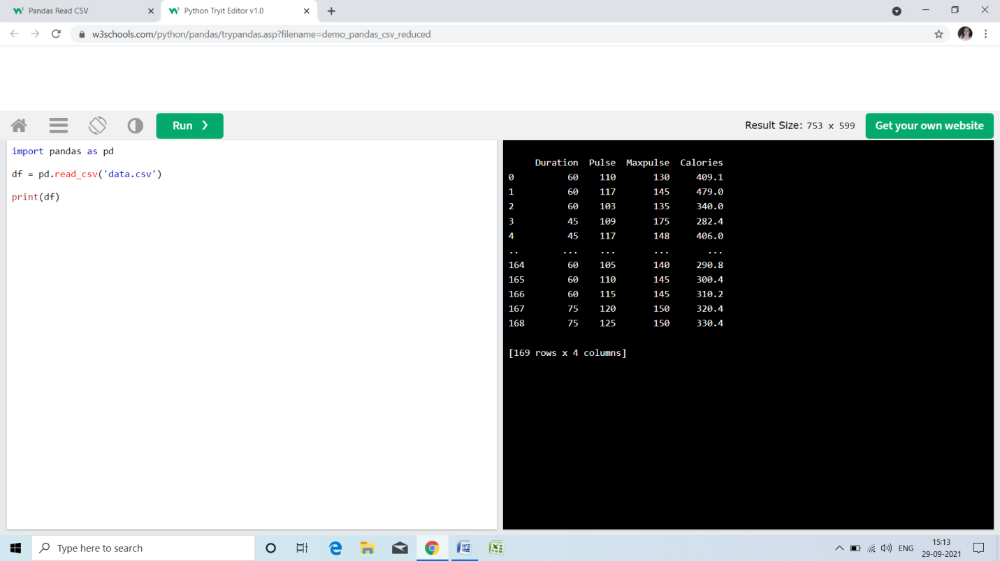 Pandas Read CSV
Python Tryit Editor v1.0
w3schools.com/python/pandas/trypandas.asp?filename=demo_pandas_csv_reduced
Run ❯
Result Size: 753 x 599
Get your own website
import pandas as pd
df = pd.read_csv('data.csv')
print(df)
Duration Pulse Maxpulse Calories
0 60 110 130 409.1
1 60 117 145 479.0
2 60 103 135 340.0
3 45 109 175 282.4
4 45 117 148 406.0
.. ... ... ... ...
164 60 105 140 290.8
165 60 110 145 300.4
166 60 115 145 310.2
167 75 120 150 320.4
168 75 125 150 330.4
[169 rows x 4 columns]
Type here to search
ENG
15:13
29-09-2021